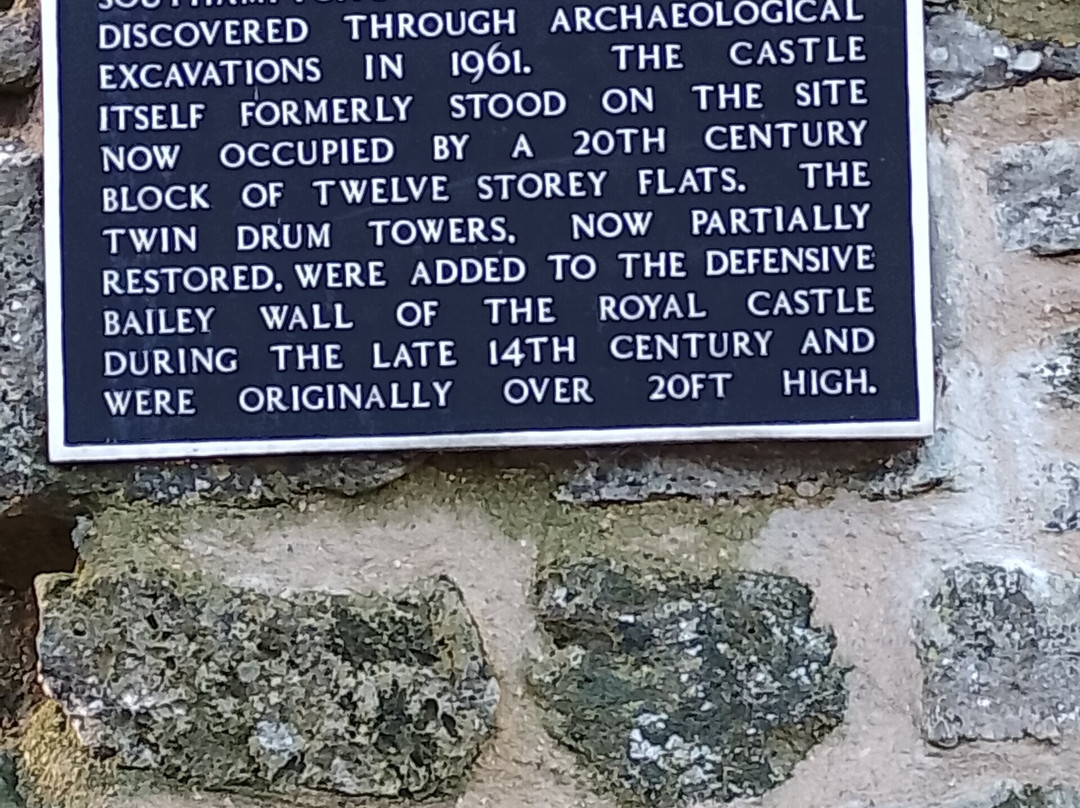 DISCOVERED THROUGH ARCHAEOLOGICAL
EXCAVATIONS IN 1961. THE CASTLE
ITSELF FORMERLY STOOD ON THE SITE
NOW OCCUPIED BY A 20TH CENTURY
BLOCK OF TWELVE STOREY FLATS. THE
TWIN DRUM TOWERS, NOW PARTIALLY
RESTORED, WERE ADDED TO THE DEFENSIVE
BAILEY WALL OF THE ROYAL CASTLE
DURING THE LATE 14TH CENTURY AND
WERE ORIGINALLY OVER 20FT HIGH.